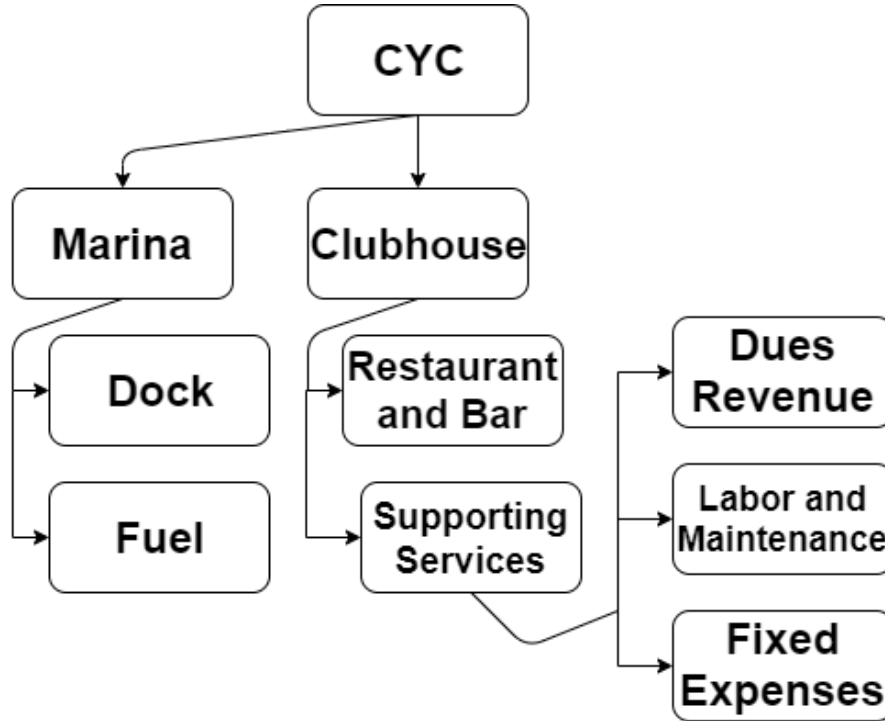 CYC
Marina
Clubhouse
Dock
Fuel
Restaurant
and Bar
Supporting
Services
Dues
Revenue
Labor and
Maintenance
Fixed
Expenses